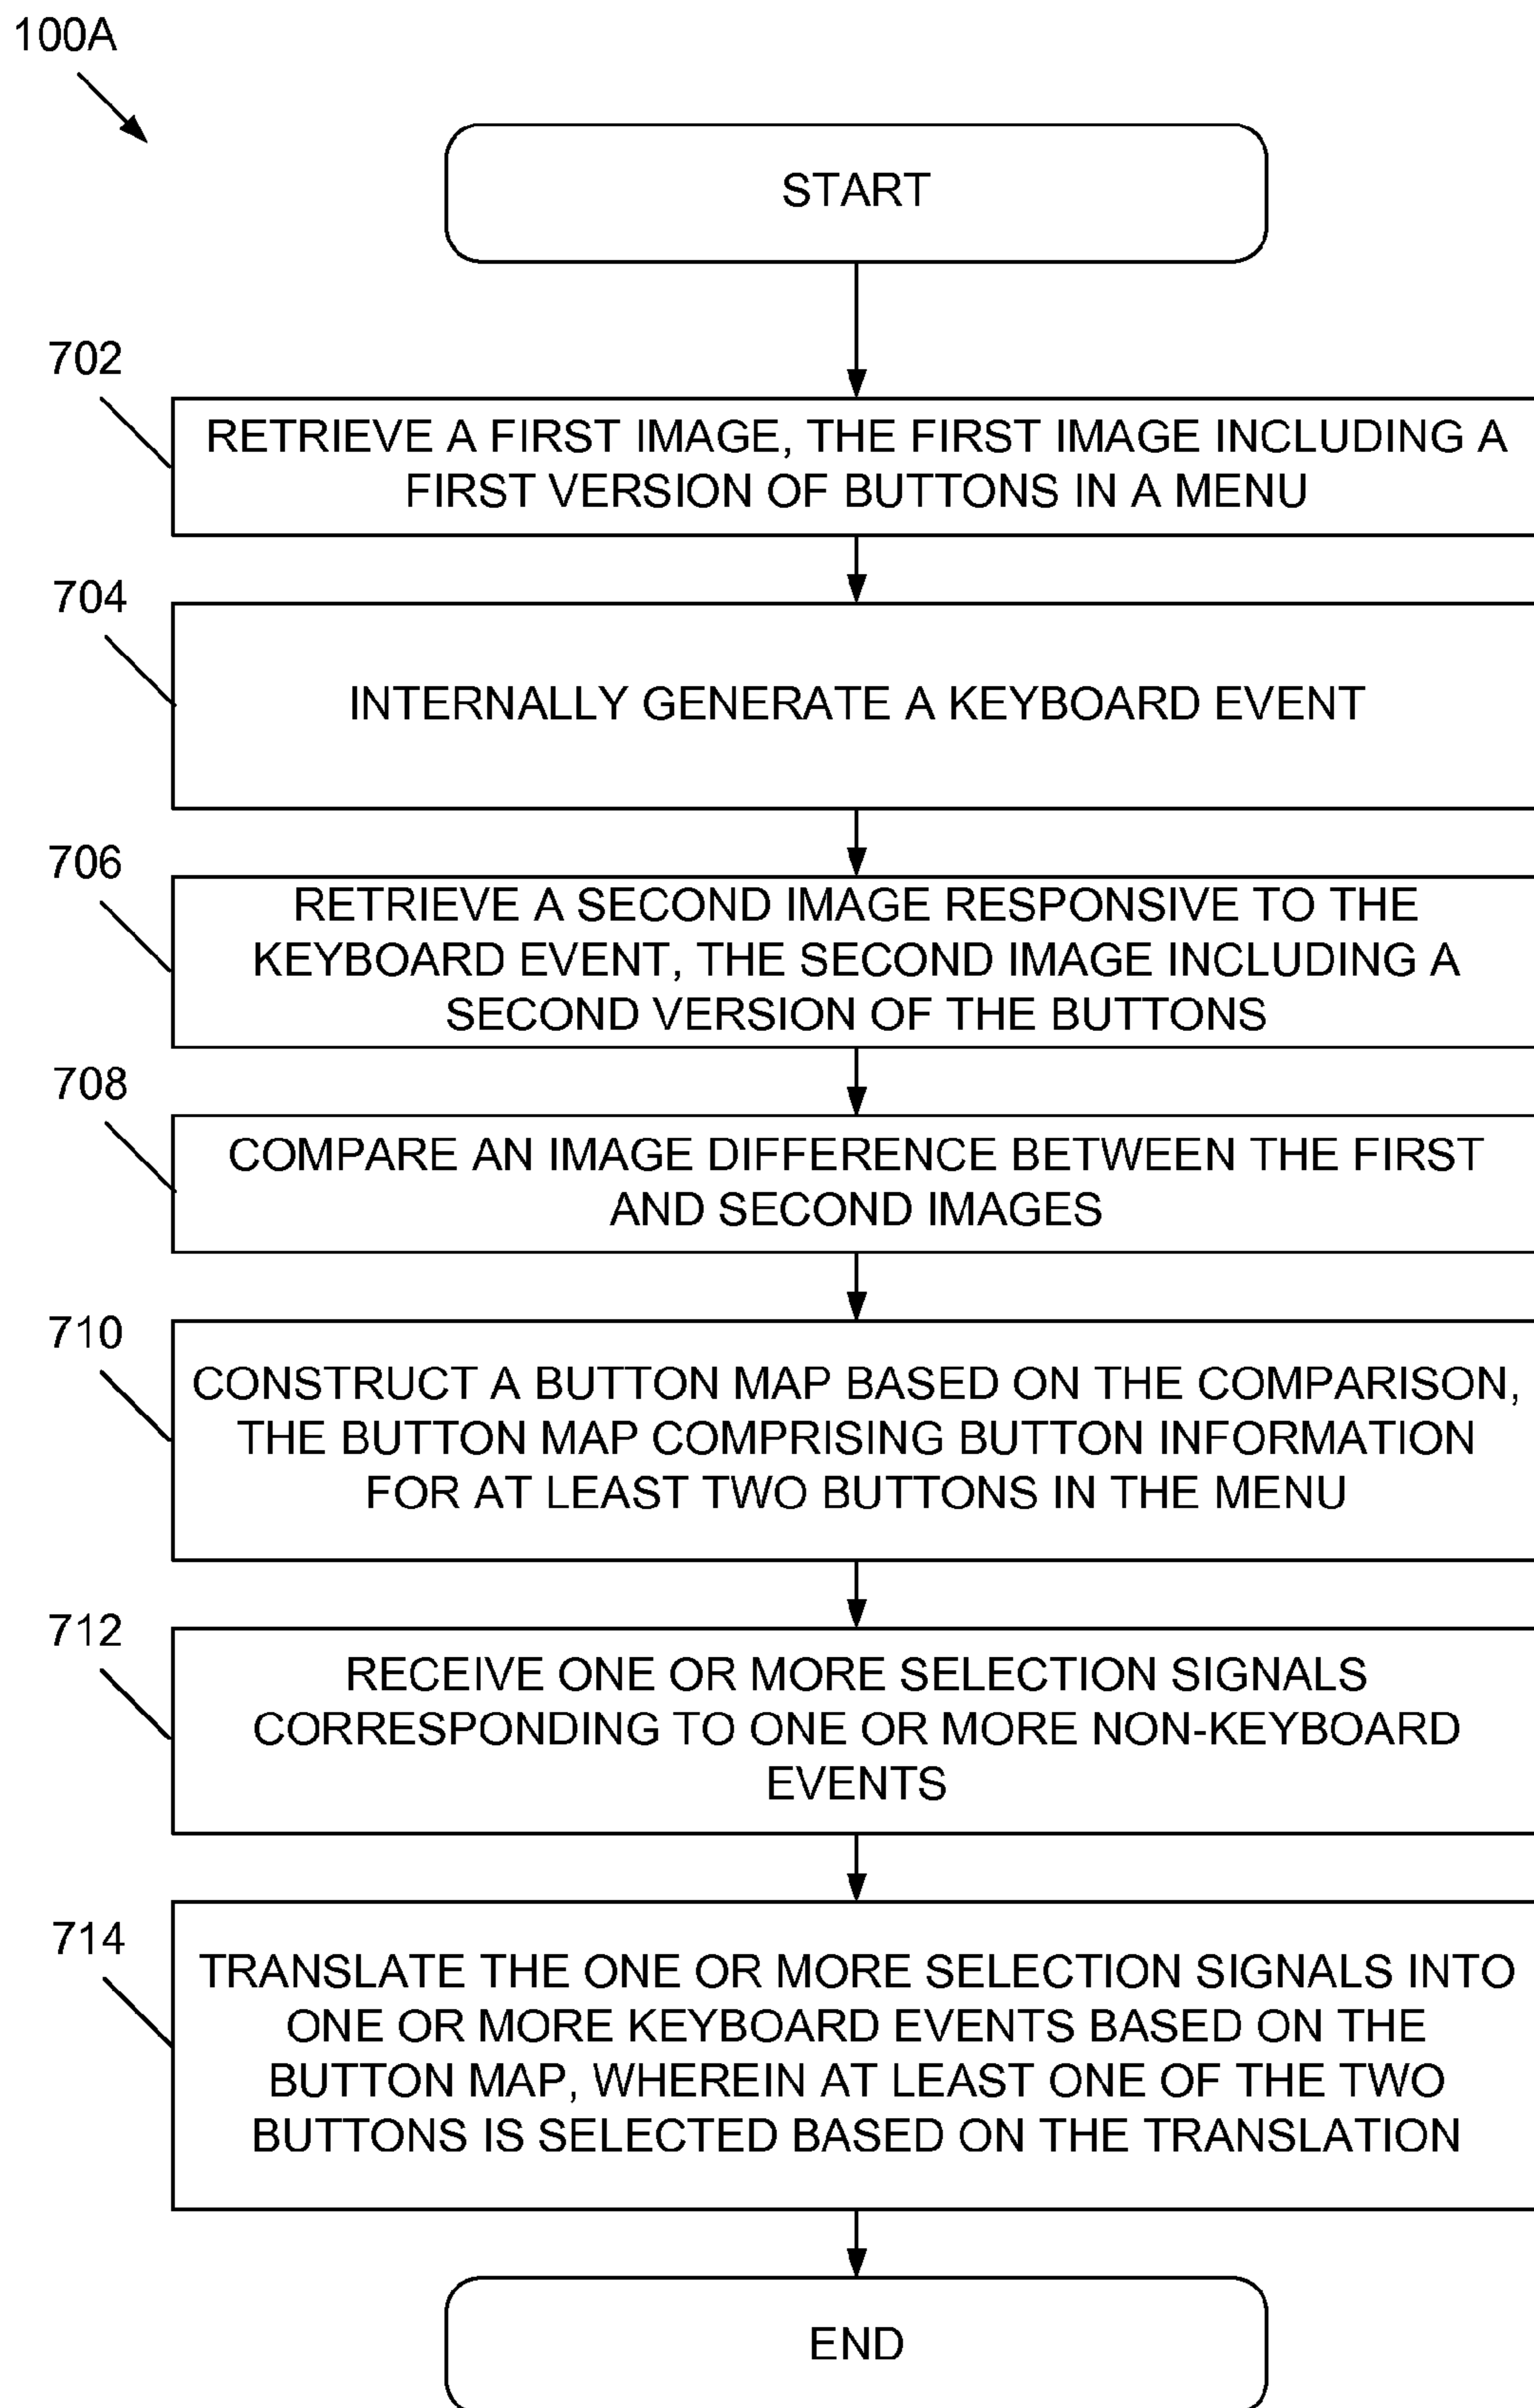 100A
START
702
RETRIEVE A FIRST IMAGE, THE FIRST IMAGE INCLUDING A
FIRST VERSION OF BUTTONS IN A MENU
704
INTERNALLY GENERATE A KEYBOARD EVENT
706
RETRIEVE A SECOND IMAGE RESPONSIVE TO THE
KEYBOARD EVENT, THE SECOND IMAGE INCLUDING A
SECOND VERSION OF THE BUTTONS
708
COMPARE AN IMAGE DIFFERENCE BETWEEN THE FIRST
AND SECOND IMAGES
710
CONSTRUCT A BUTTON MAP BASED ON THE COMPARISON,
THE BUTTON MAP COMPRISING BUTTON INFORMATION
FOR AT LEAST TWO BUTTONS IN THE MENU
712
RECEIVE ONE OR MORE SELECTION SIGNALS
CORRESPONDING TO ONE OR MORE NON-KEYBOARD
EVENTS
714
TRANSLATE THE ONE OR MORE SELECTION SIGNALS INTO
ONE OR MORE KEYBOARD EVENTS BASED ON THE
BUTTON MAP, WHEREIN AT LEAST ONE OF THE TWO
BUTTONS IS SELECTED BASED ON THE TRANSLATION
END